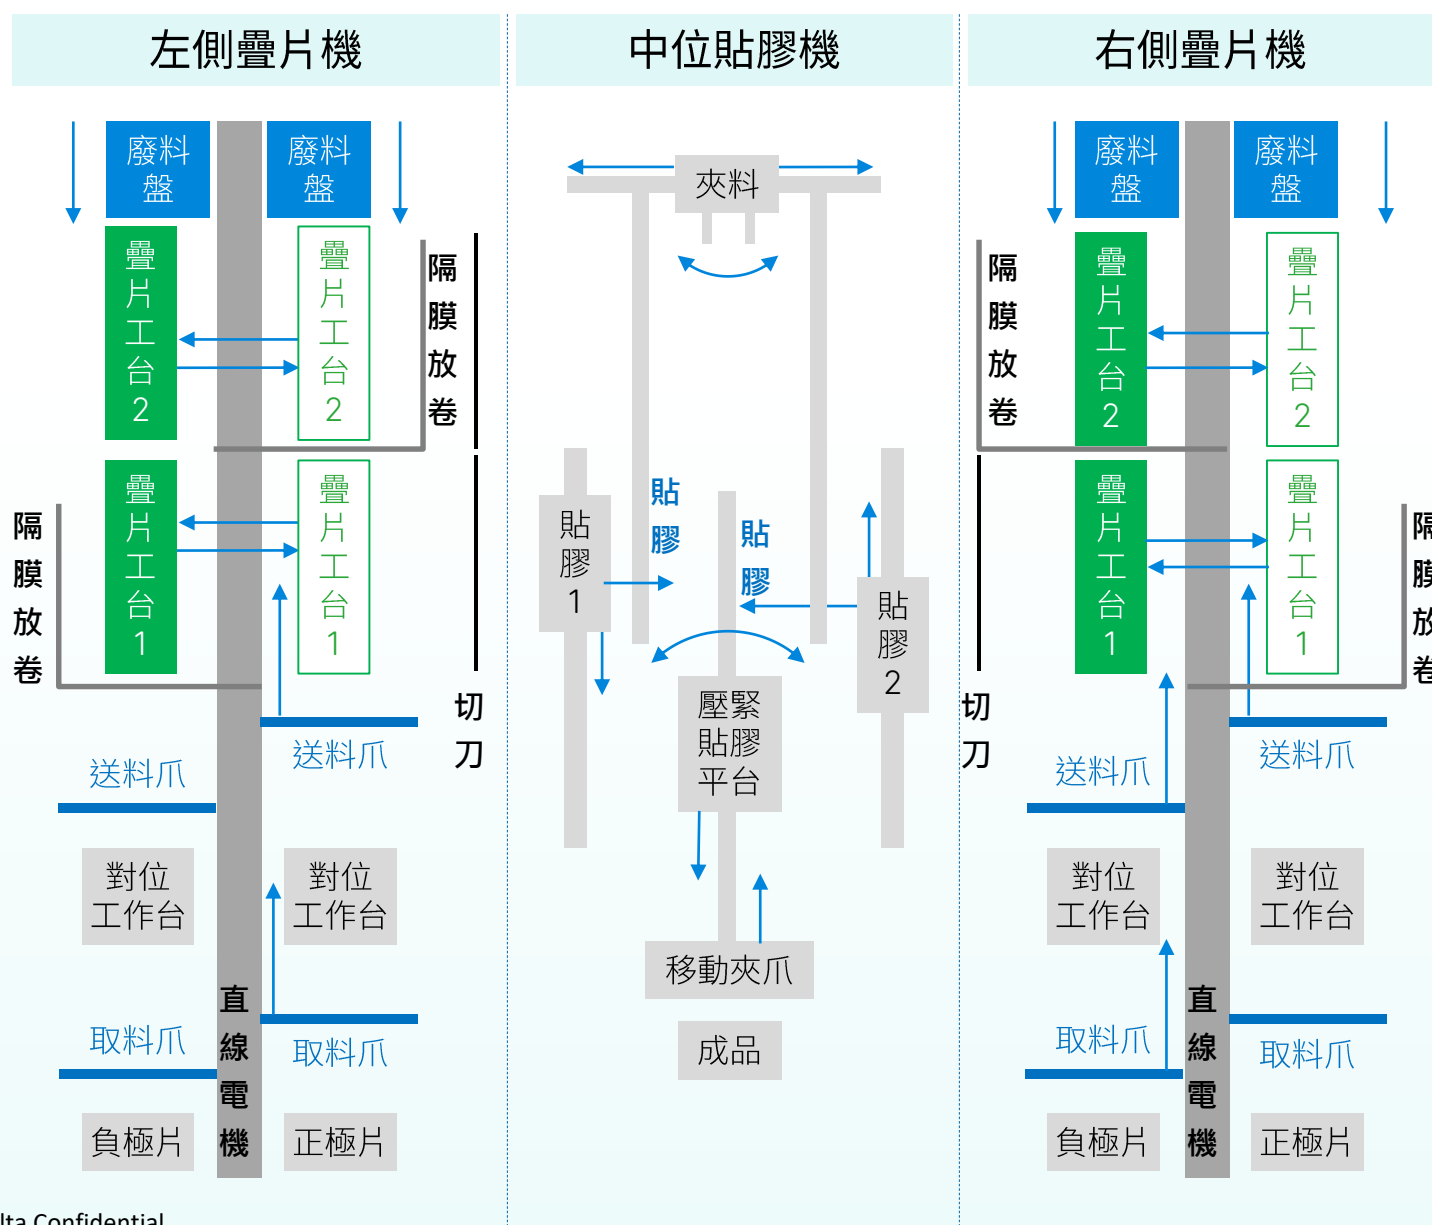 左側疊片機
中位貼膠機
右側疊片機
廢料
盤
廢料
盤
疊
片
工
台
2
疊
片
工
台
2
隔
膜
放
卷
疊
片
工
台
1
疊
片
工
台
1
隔
膜
放
卷
切
刀
送料爪
送料爪
對位
工作台
對位
工作台
直
線
電
機
取料爪
取料爪
負極片
正極片
夾料
貼
膠
1
貼
膠
貼
膠
貼
膠
2
壓緊
貼膠
平台
移動夾爪
成品
廢料
盤
廢料
盤
隔
膜
放
卷
疊
片
工
台
2
疊
片
工
台
2
疊
片
工
台
1
疊
片
工
台
1
隔
膜
放
卷
切
刀
送料爪
送料爪
對位
工作台
對位
工作台
直
線
電
機
取料爪
取料爪
負極片
正極片
lta Confidential